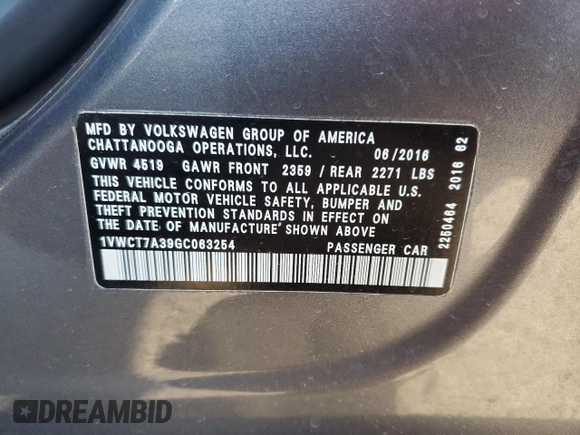 MFD BY VOLKSWAGEN GROUP OF AMERICA
CHATTANOOGA OPERATIONS, LLC. 06/2016
GVWR 4519 GAWR FRONT 2359 / REAR 2271 LBS
THIS VEHICLE CONFORMS TO ALL APPLICABLE U.S.
FEDERAL MOTOR VEHICLE SAFETY, BUMPER AND
THEFT PREVENTION STANDARDS IN EFFECT ON
THE DATE OF MANUFACTURE SHOWN ABOVE
1VWCT7A39GC063254 PASSENGER CAR
2250464 2016 62
DREAMBID